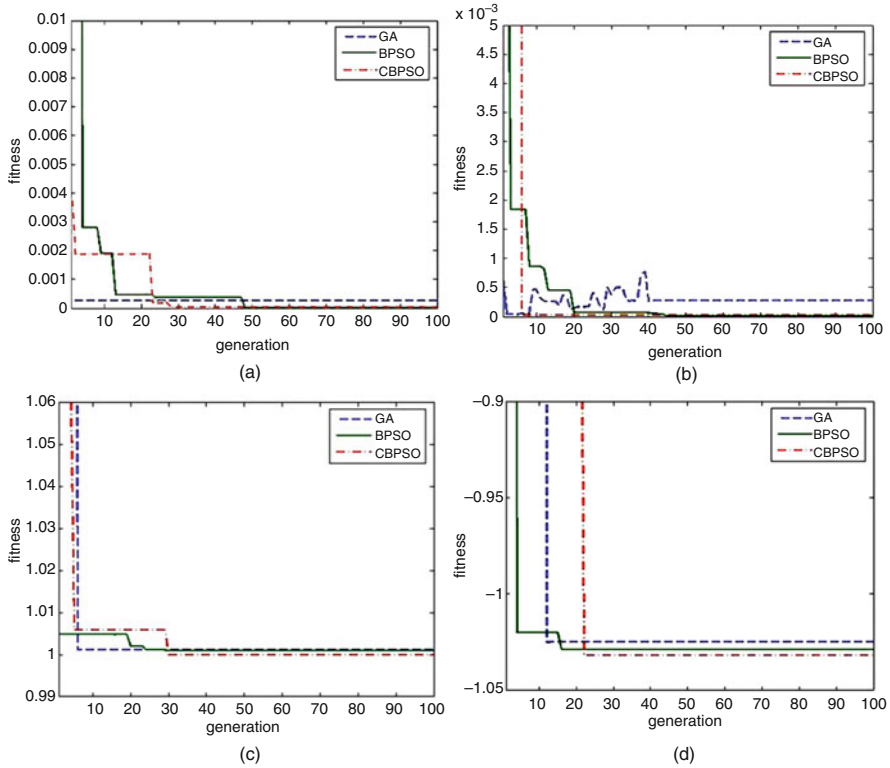 0.01
0.009
0.008
0.007
0.006
0.005
0.004
0.003
0.002
0.001
0
fitness
10 20 30 40 50 60 70 80 90 100
generation
GA
BPSO
CBPSO
(a)
x 10⁻³
5
4.5
4
3.5
3
2.5
2
1.5
1
0.5
0
fitness
10 20 30 40 50 60 70 80 90 100
generation
GA
BPSO
CBPSO
(b)
1.06
1.05
1.04
1.03
1.02
1.01
1
0.99
fitness
10 20 30 40 50 60 70 80 90 100
generation
GA
BPSO
CBPSO
(c)
−0.9
−0.95
−1
−1.05
fitness
10 20 30 40 50 60 70 80 90 100
generation
GA
BPSO
CBPSO
(d)